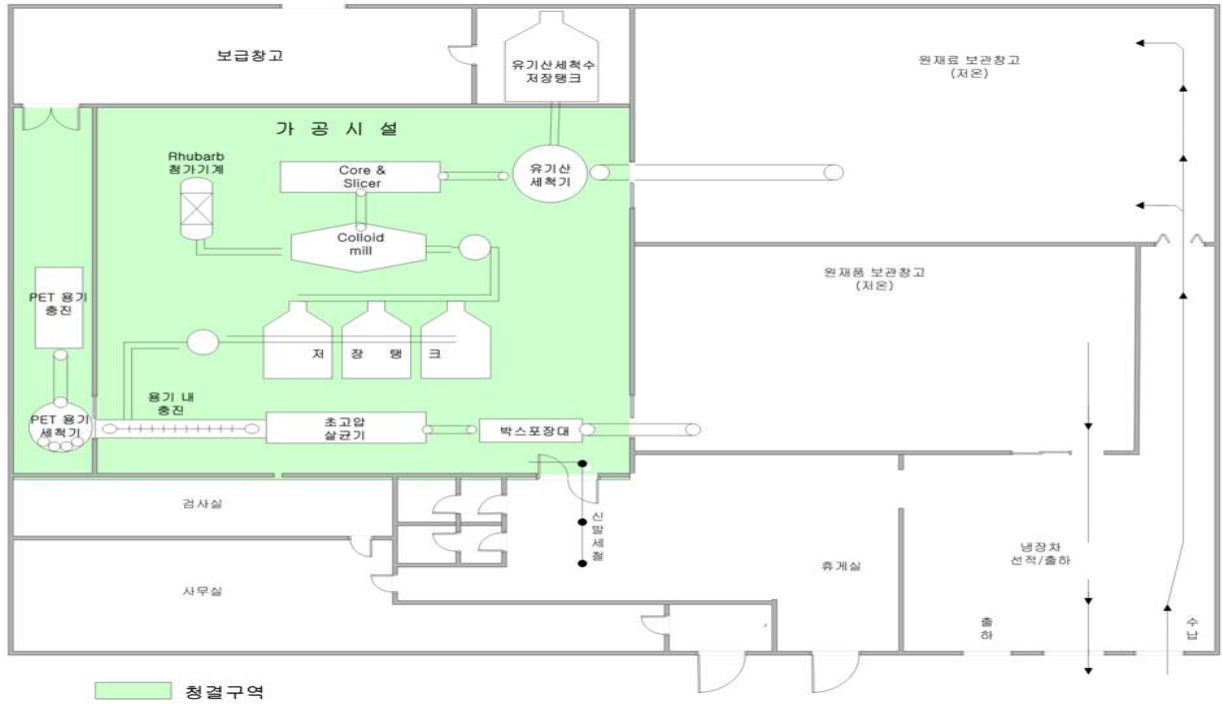 보급창고
유기산세척수
저장탱크
원재료 보관창고
(저온)
가 공 시 설
Rhubarb
첨가기계
Core &
Slicer
유기산
세척기
Colloid
mill
원재품 보관창고
(저온)
PET 용기
충진
저 장 탱 크
용기 내
충진
PET 용기
세척기
초고압
살균기
박스포장대
검사실
신
발
세
철
사무실
휴게실
냉장차
선적/출하
출
하
수
납
청결구역